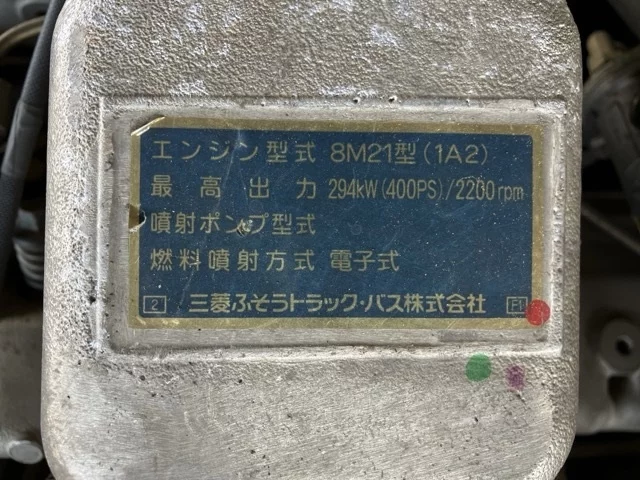 エンジン型式 8M21型(1A2)
最高出力 294kW(400PS)/2200rpm
噴射ポンプ型式
燃料噴射方式 電子式
2 三菱ふそうトラック・バス株式会社 F1